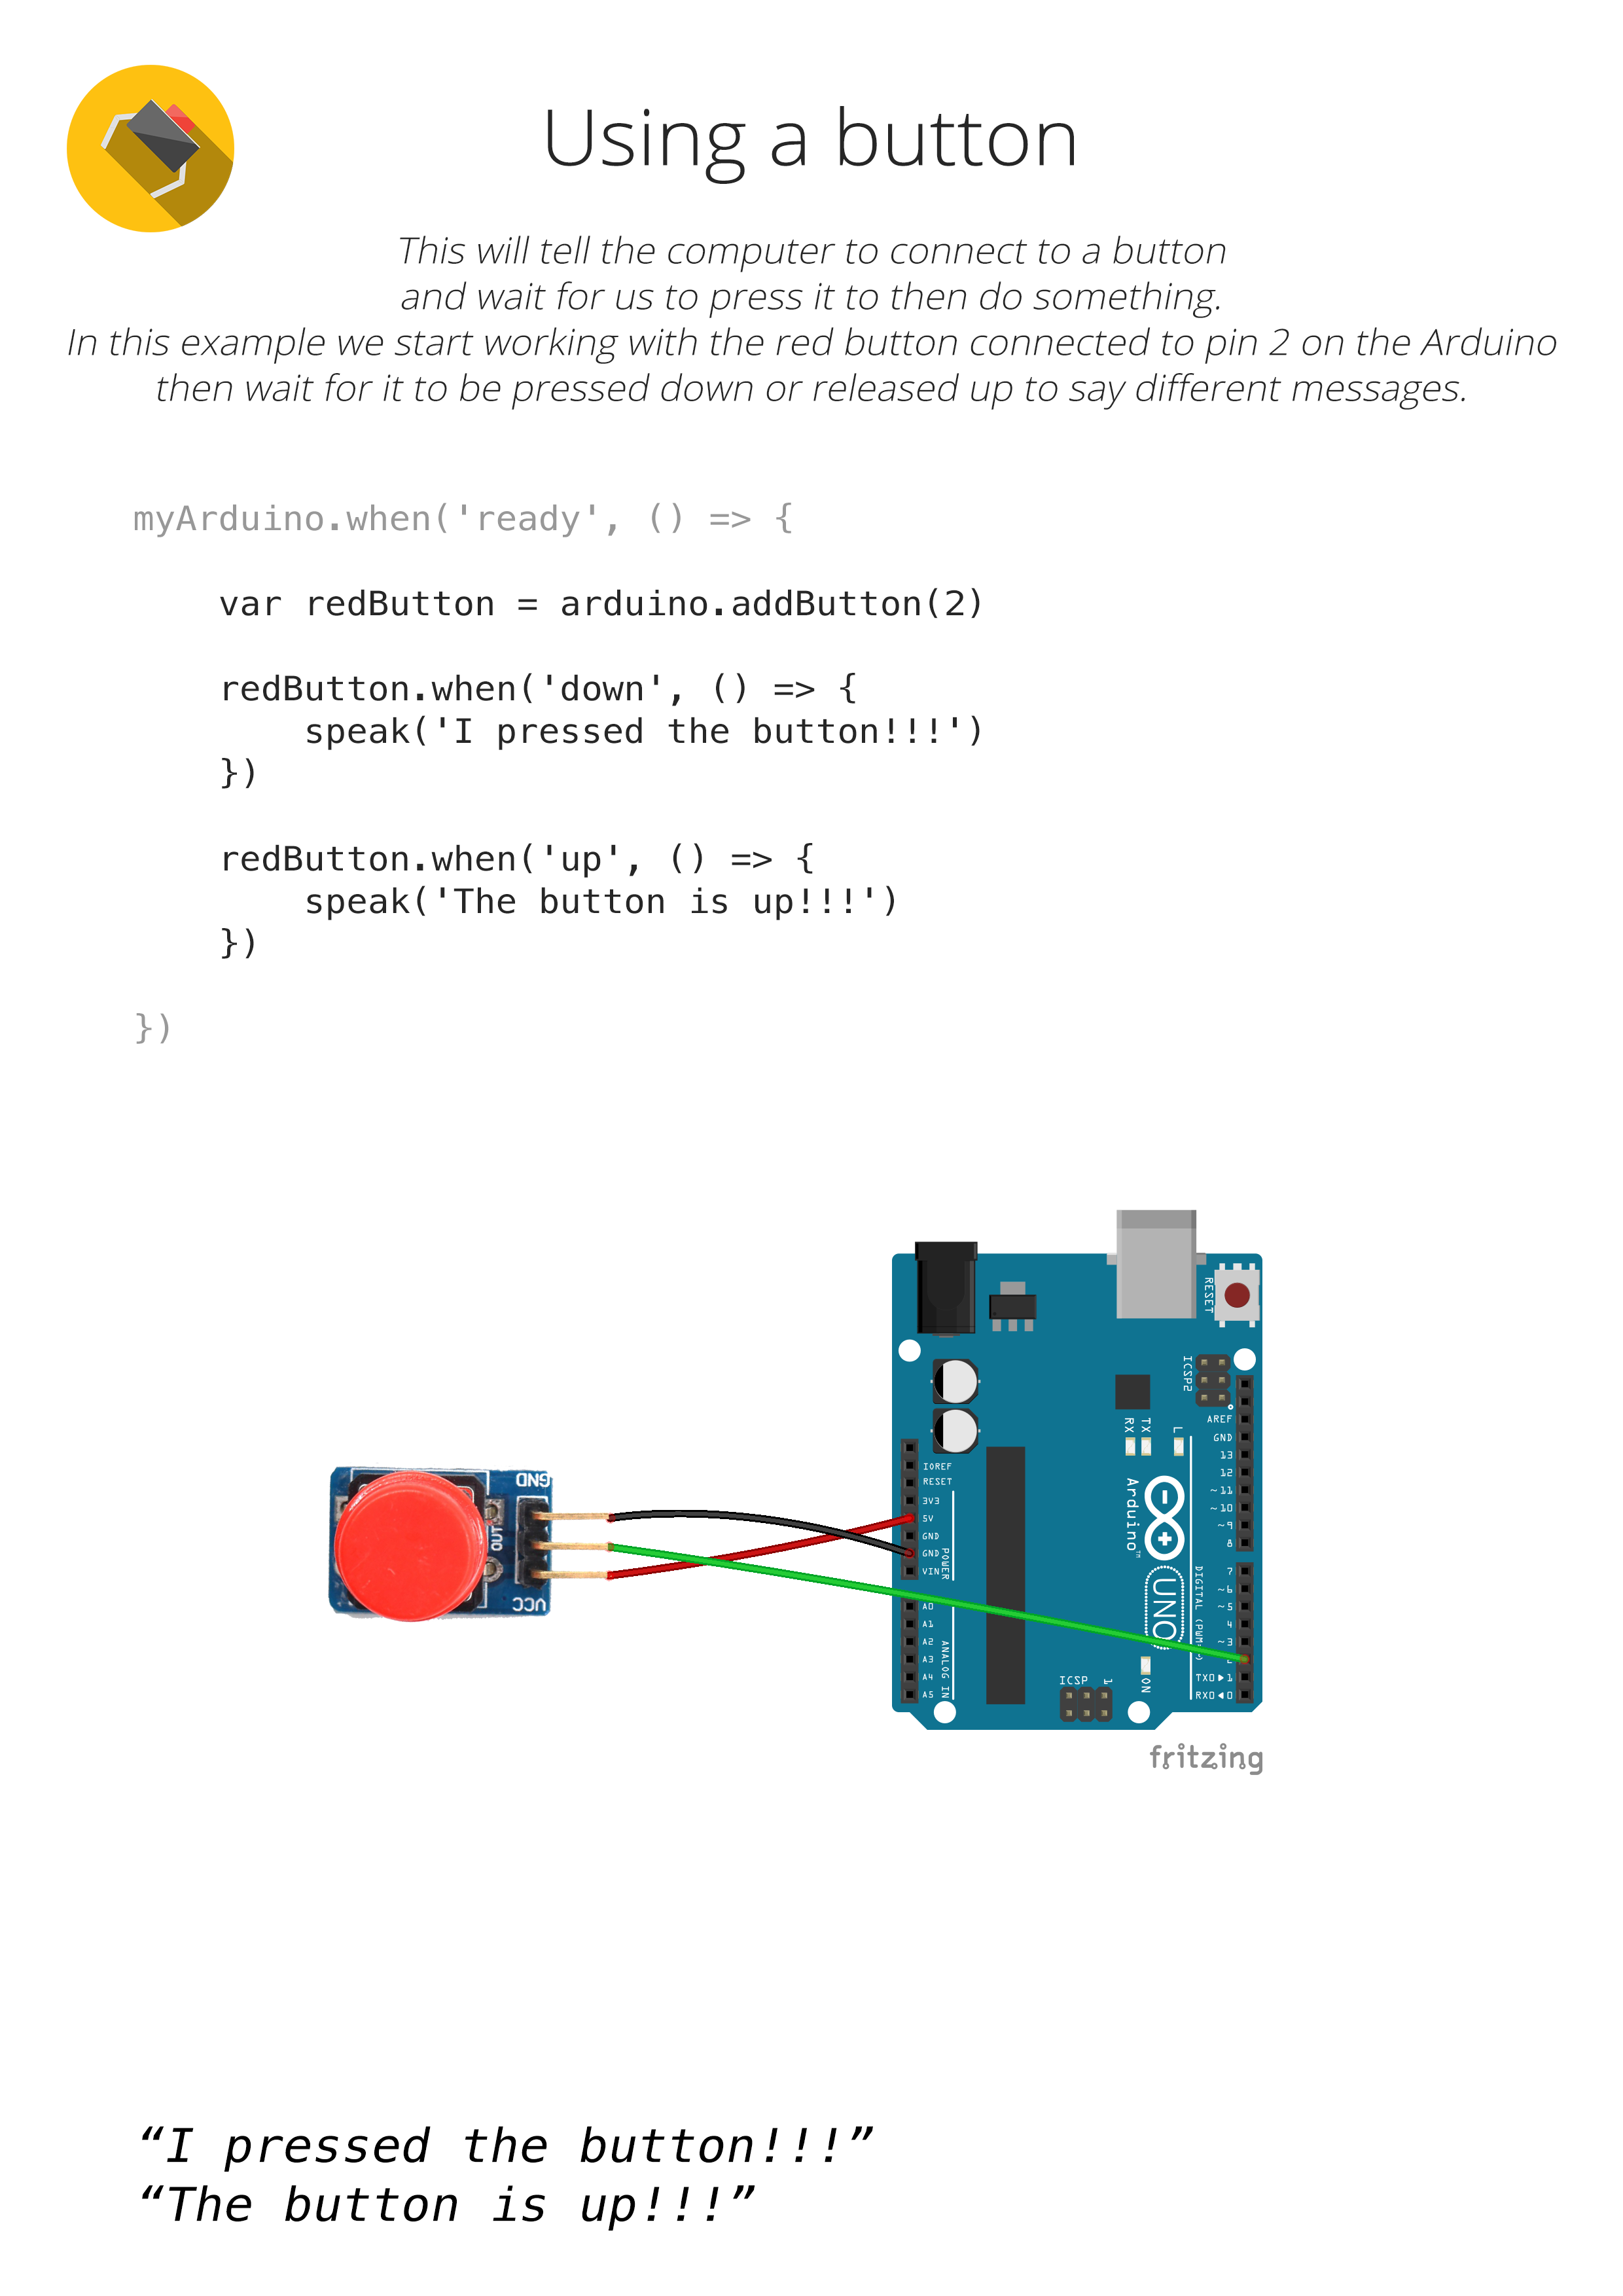 Using a button
This will tell the computer to connect to a button
and wait for us to press it to then do something.
In this example we start working with the red button connected to pin 2 on the Arduino
then wait for it to be pressed down or released up to say different messages.
myArduino.when('ready', () => {
    var redButton = arduino.addButton(2)
    redButton.when('down', () => {
        speak('I pressed the button!!!')
    })
    redButton.when('up', () => {
        speak('The button is up!!!')
    })
})
GND
OUT
VCC
RESET
ICSP2
AREF
GND
13
12
~11
~10
~9
8
7
~6
~5
4
~3
2
TX0▶1
RX0◀0
DIGITAL (PWM~)
RX
TX
L
Arduino™
UNO
ON
ICSP
1
IOREF
RESET
3V3
5V
GND
GND
VIN
POWER
A0
A1
A2
A3
A4
A5
ANALOG IN
fritzing
“I pressed the button!!!”
“The button is up!!!”